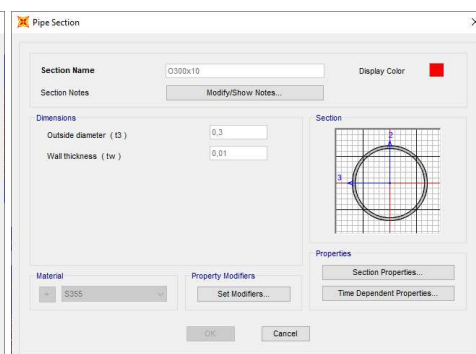 Pipe Section
Section Name
O300x10
Display Color
Section Notes
Modify/Show Notes...
Dimensions
Outside diameter ( t3 )
0,3
Wall thickness ( tw )
0,01
Section
2
3
Properties
Section Properties...
Time Dependent Properties...
Material
+ S355
Property Modifiers
Set Modifiers...
OK
Cancel